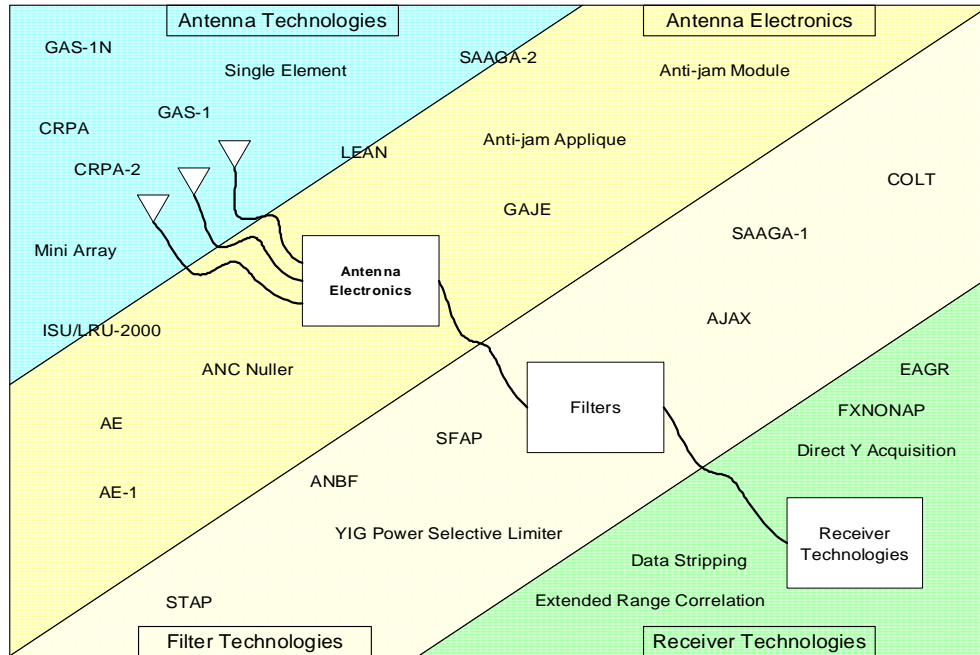 Antenna Technologies
Antenna Electronics
GAS-1N
Single Element
SAAGA-2
Anti-jam Module
GAS-1
CRPA
LEAN
Anti-jam Applique
CRPA-2
COLT
GAJE
SAAGA-1
Mini Array
Antenna
Electronics
AJAX
ISU/LRU-2000
ANC Nuller
EAGR
Filters
FXNONAP
AE
SFAP
Direct Y Acquisition
ANBF
AE-1
YIG Power Selective Limiter
Receiver
Technologies
Data Stripping
STAP
Extended Range Correlation
Filter Technologies
Receiver Technologies